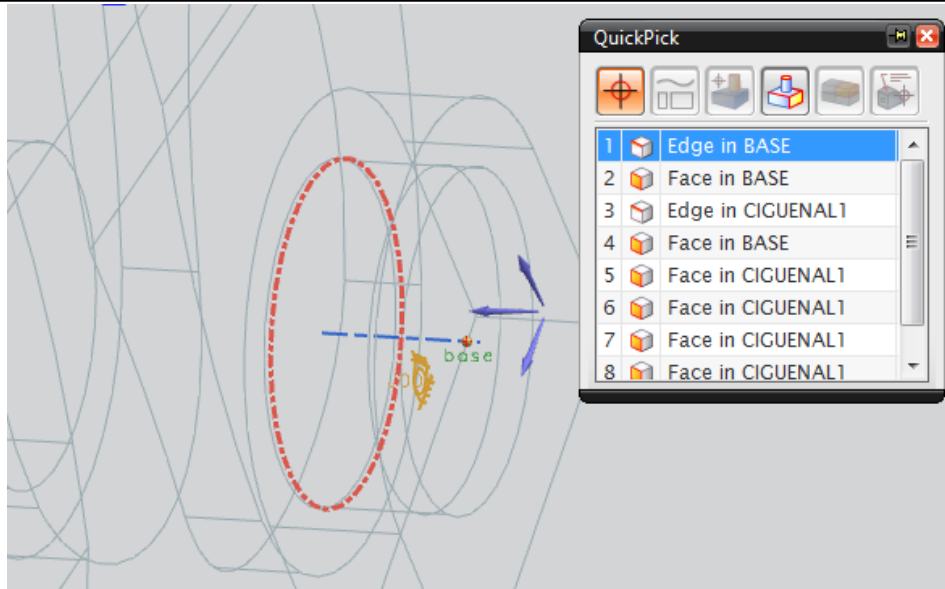 QuickPick
1 Edge in BASE
2 Face in BASE
3 Edge in CIGUENAL1
4 Face in BASE
5 Face in CIGUENAL1
6 Face in CIGUENAL1
7 Face in CIGUENAL1
8 Face in CIGUENAL1
base